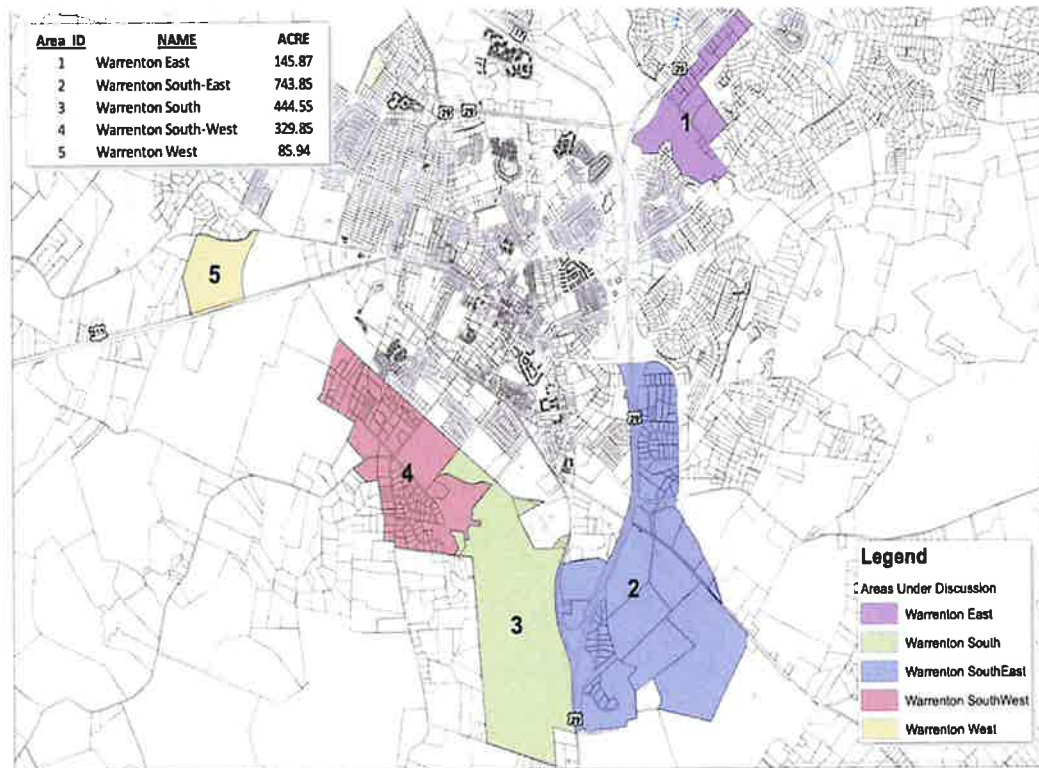 Area ID NAME ACRE
1 Warrenton East 145.87
2 Warrenton South-East 743.85
3 Warrenton South 444.55
4 Warrenton South-West 329.85
5 Warrenton West 85.94
29
29
29
1
5
29
4
2
3
29
Legend
Areas Under Discussion
Warrenton East
Warrenton South
Warrenton SouthEast
Warrenton SouthWest
Warrenton West